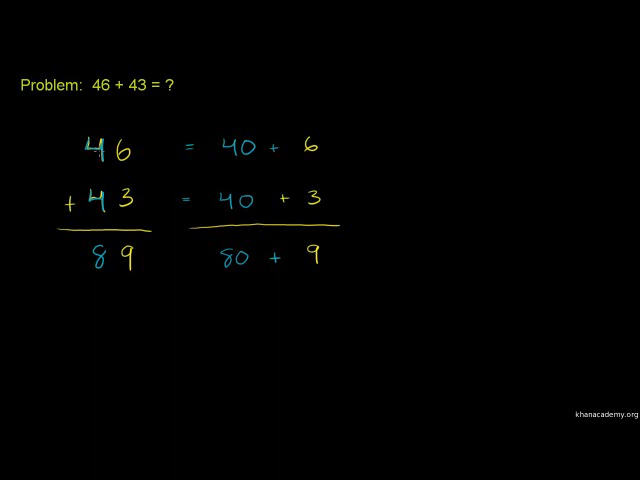 Problem: 46 + 43 = ?
46 = 40 + 6
+ 43 = 40 + 3
89 80 + 9
khanacademy.org